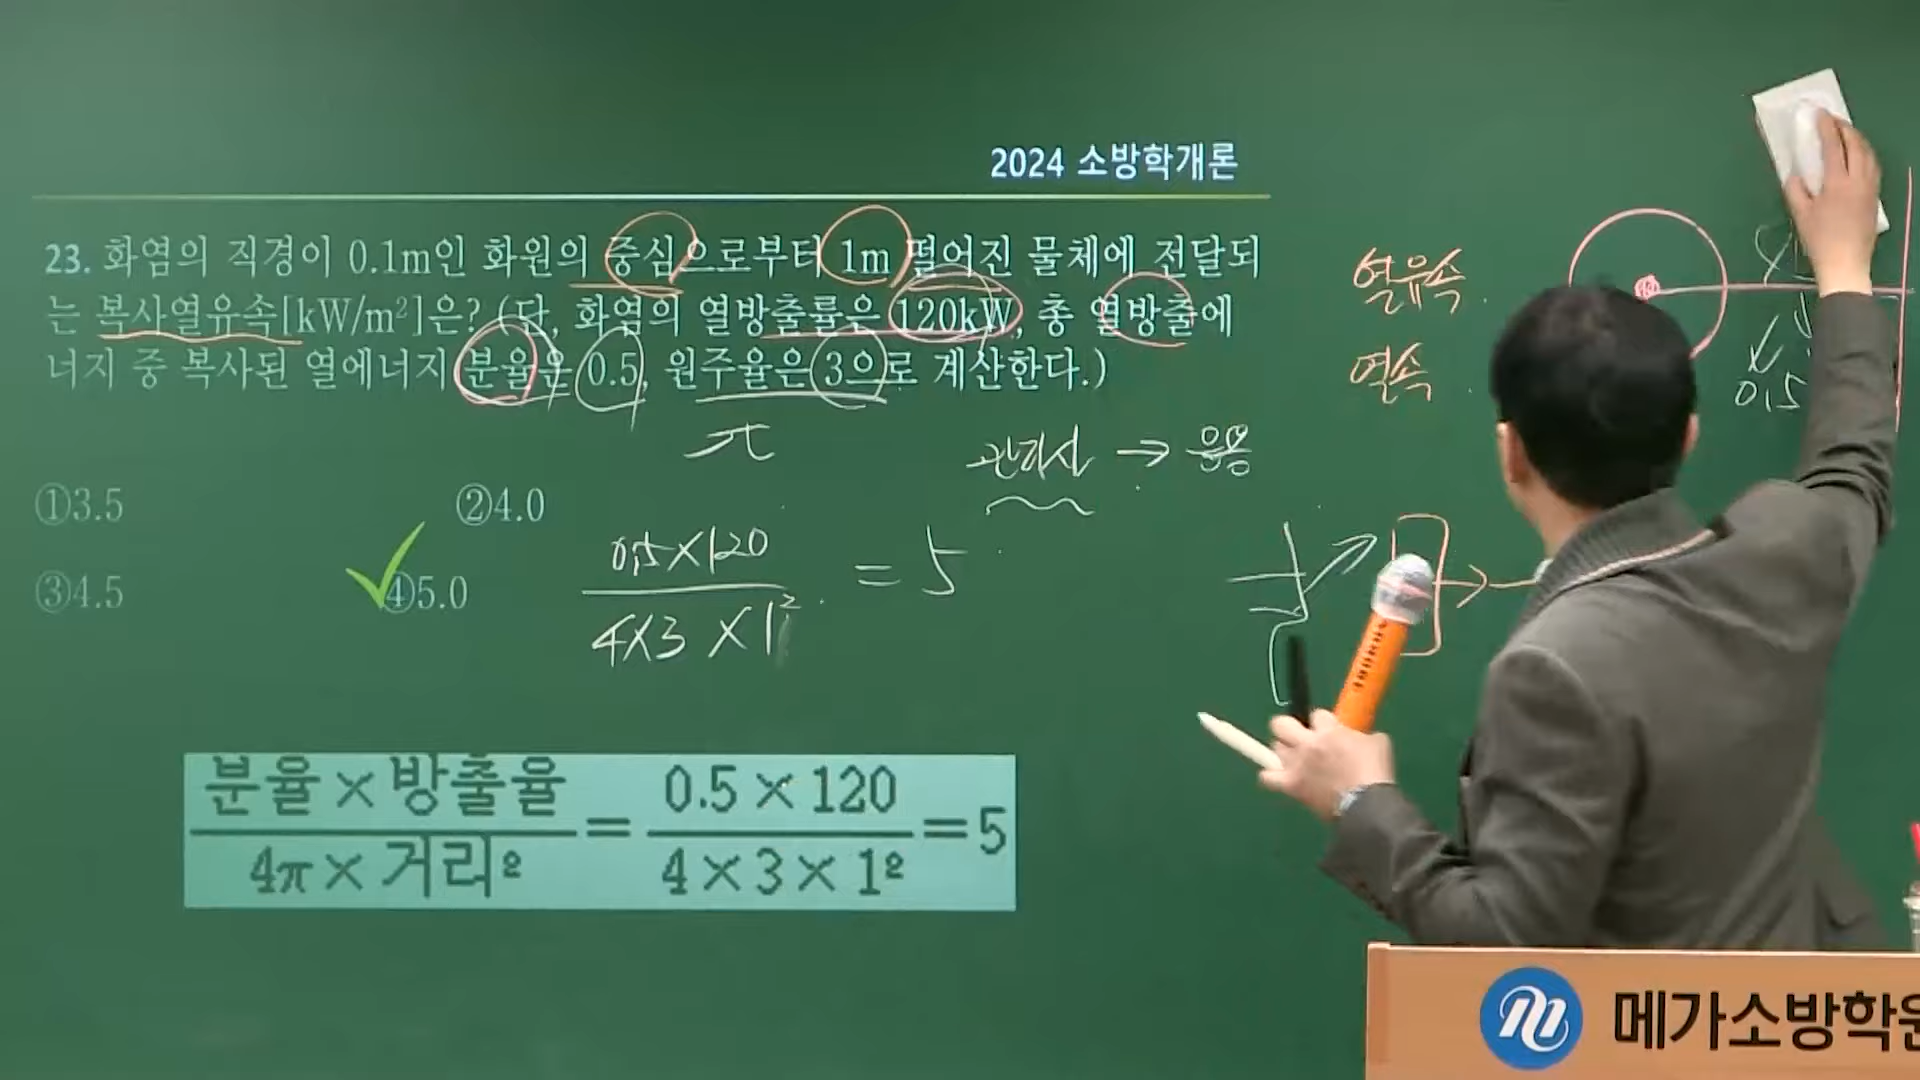 2024 소방학개론
23. 화염의 직경이 0.1m인 화원의 중심으로부터 1m 떨어진 물체에 전달되
는 복사열유속[kW/m²]은? (단, 화염의 열방출률은 120kW, 총 열방출에
너지 중 복사된 열에너지 분율은 0.5, 원주율은 3으로 계산한다.)
열유속
열속
0.5
π
→
①3.5
②4.0
③4.5
④5.0
0.5×120
4×3 ×1² = 5
분율×방출율
4π×거리² = 0.5×120
4×3×1² =5
메가소방학원